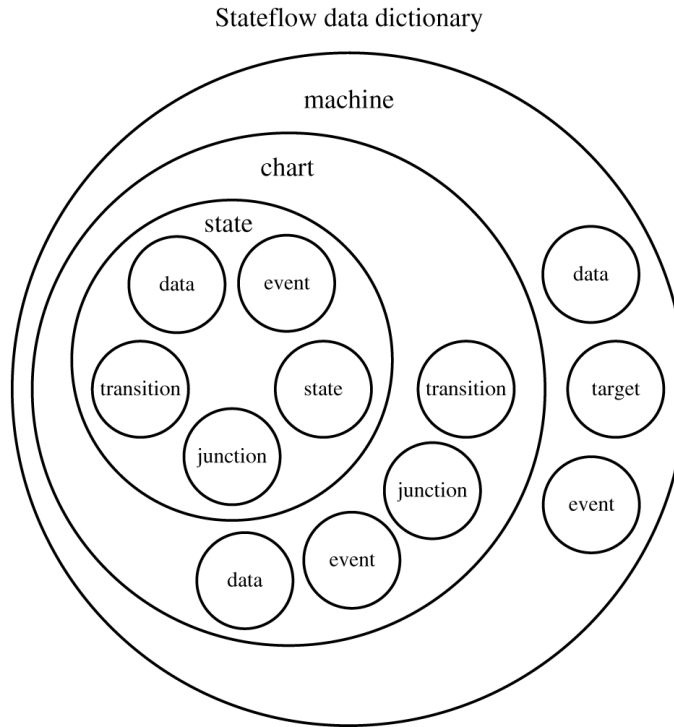 Stateflow data dictionary
machine
chart
state
data
event
transition
state
junction
transition
junction
event
data
data
target
event